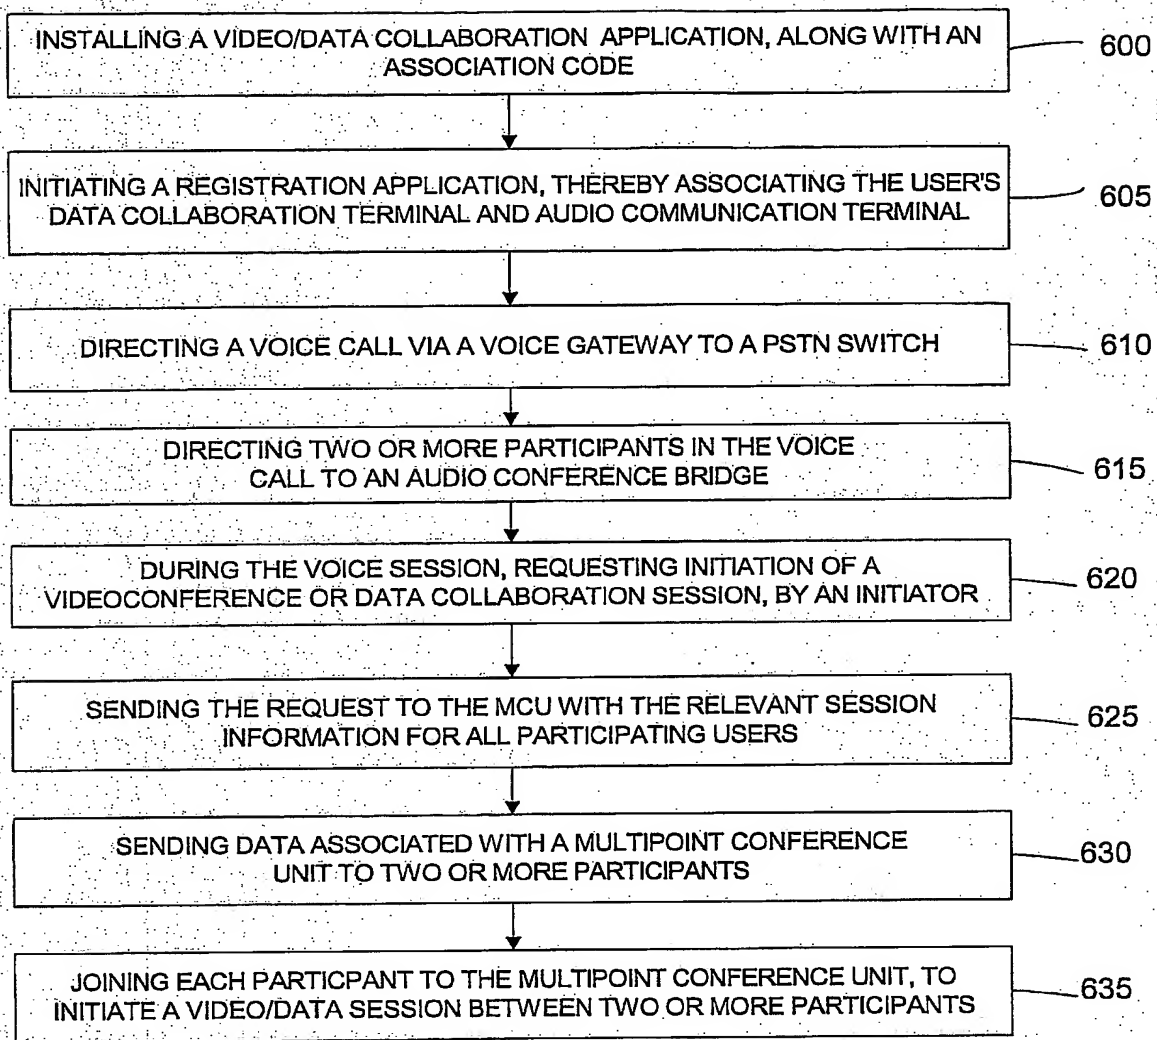 INSTALLING A VIDEO/DATA COLLABORATION APPLICATION, ALONG WITH AN
ASSOCIATION CODE
600
INITIATING A REGISTRATION APPLICATION, THEREBY ASSOCIATING THE USER'S
DATA COLLABORATION TERMINAL AND AUDIO COMMUNICATION TERMINAL
605
DIRECTING A VOICE CALL VIA A VOICE GATEWAY TO A PSTN SWITCH
610
DIRECTING TWO OR MORE PARTICIPANTS IN THE VOICE
CALL TO AN AUDIO CONFERENCE BRIDGE
615
DURING THE VOICE SESSION, REQUESTING INITIATION OF A
VIDEOCONFERENCE OR DATA COLLABORATION SESSION, BY AN INITIATOR
620
SENDING THE REQUEST TO THE MCU WITH THE RELEVANT SESSION
INFORMATION FOR ALL PARTICIPATING USERS
625
SENDING DATA ASSOCIATED WITH A MULTIPOINT CONFERENCE
UNIT TO TWO OR MORE PARTICIPANTS
630
JOINING EACH PARTICPANT TO THE MULTIPOINT CONFERENCE UNIT, TO
INITIATE A VIDEO/DATA SESSION BETWEEN TWO OR MORE PARTICIPANTS
635